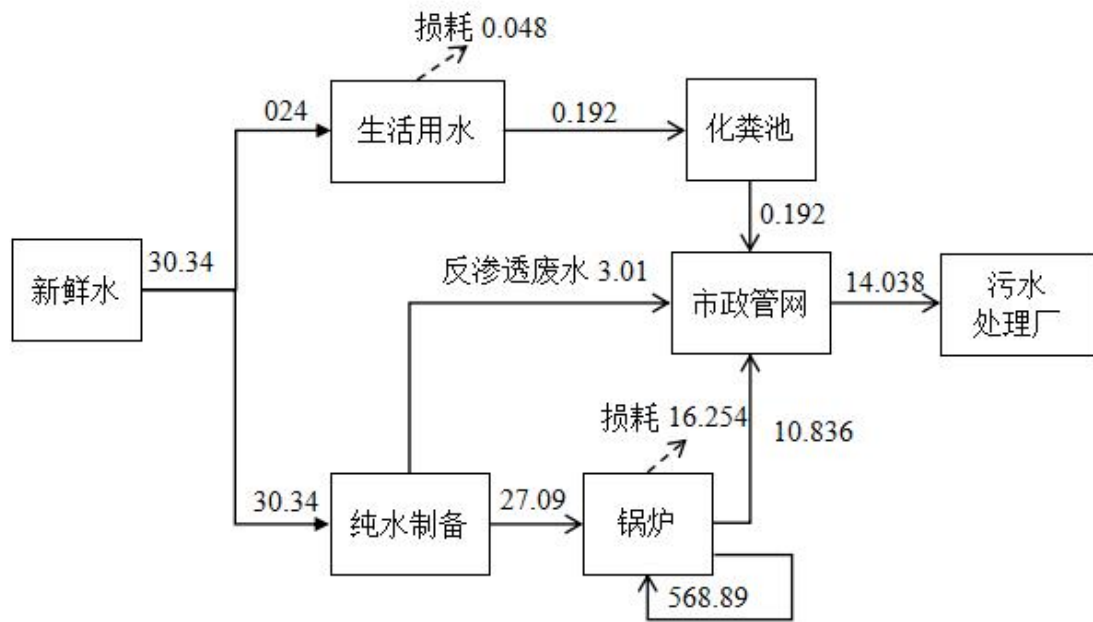 损耗 0.048
024
生活用水
0.192
化粪池
0.192
新鲜水
30.34
反渗透废水 3.01
市政管网
14.038
污水
处理厂
损耗 16.254
10.836
30.34
纯水制备
27.09
锅炉
568.89